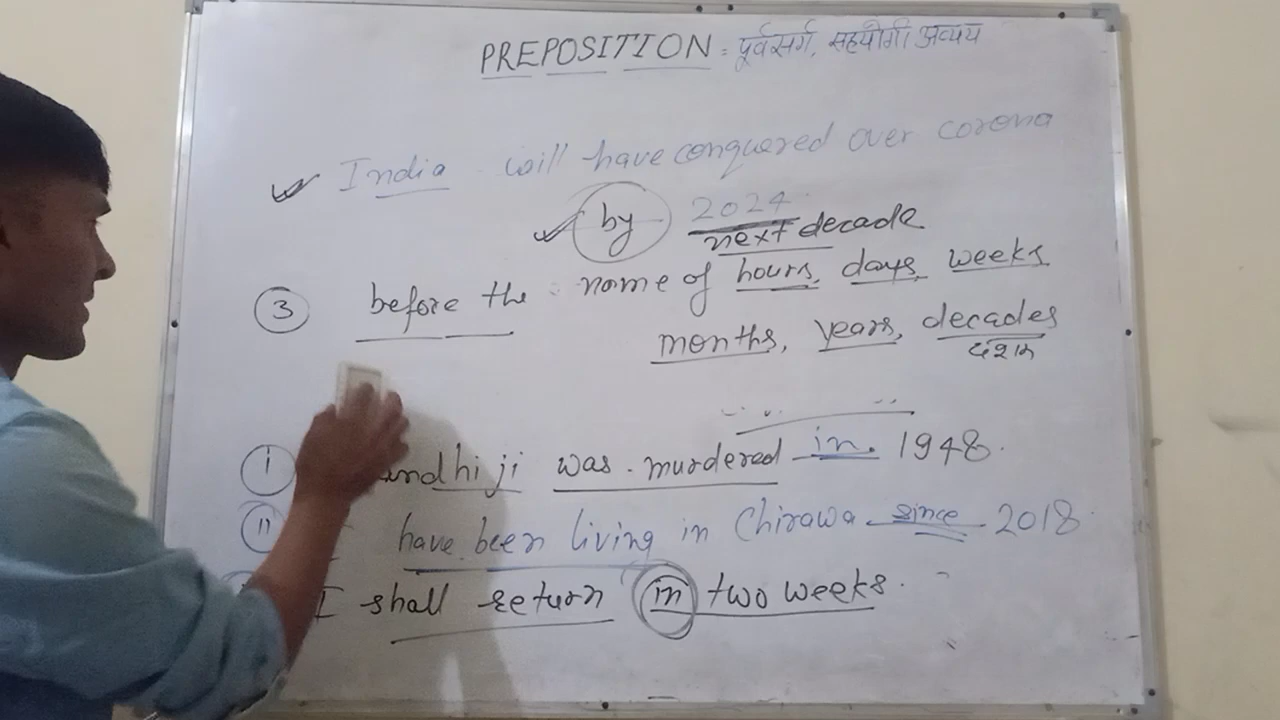 PREPOSITION : पूर्वसर्ग, सहयोगी अव्यय
India will have conquered over corona
by 2024
next decade
3 before the name of hours, days, weeks
months, years, decades
दशक
i andhi ji was murdered in 1948.
ii I have been living in Chirawa since 2018
I shall return in two weeks.